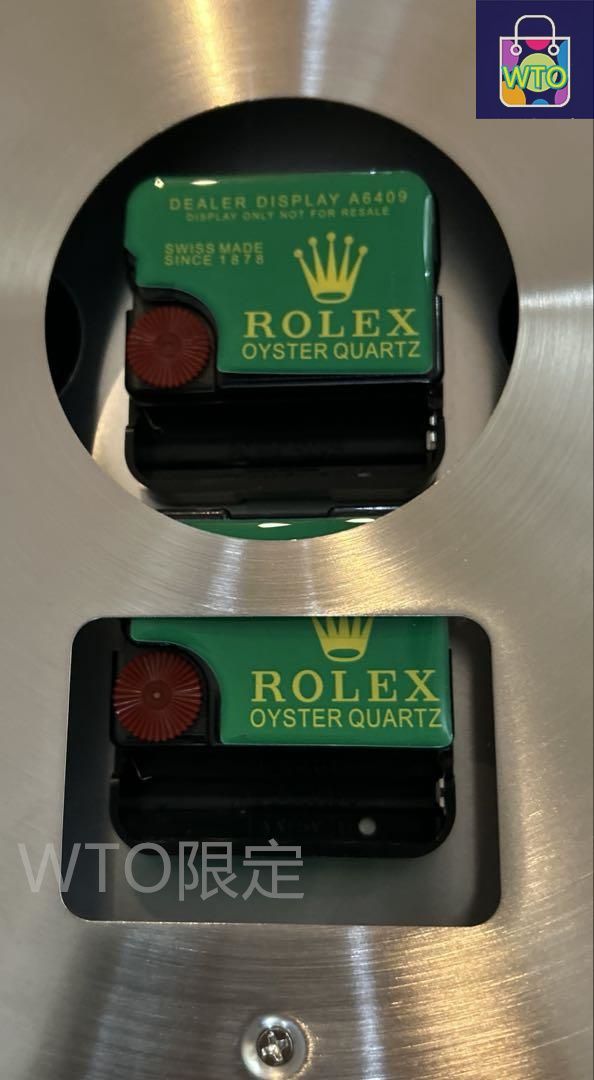 WTO
DEALER DISPLAY A6409
DISPLAY ONLY NOT FOR RESALE
SWISS MADE
SINCE 1878
ROLEX
OYSTER QUARTZ
ROLEX
OYSTER QUARTZ
WTO限定